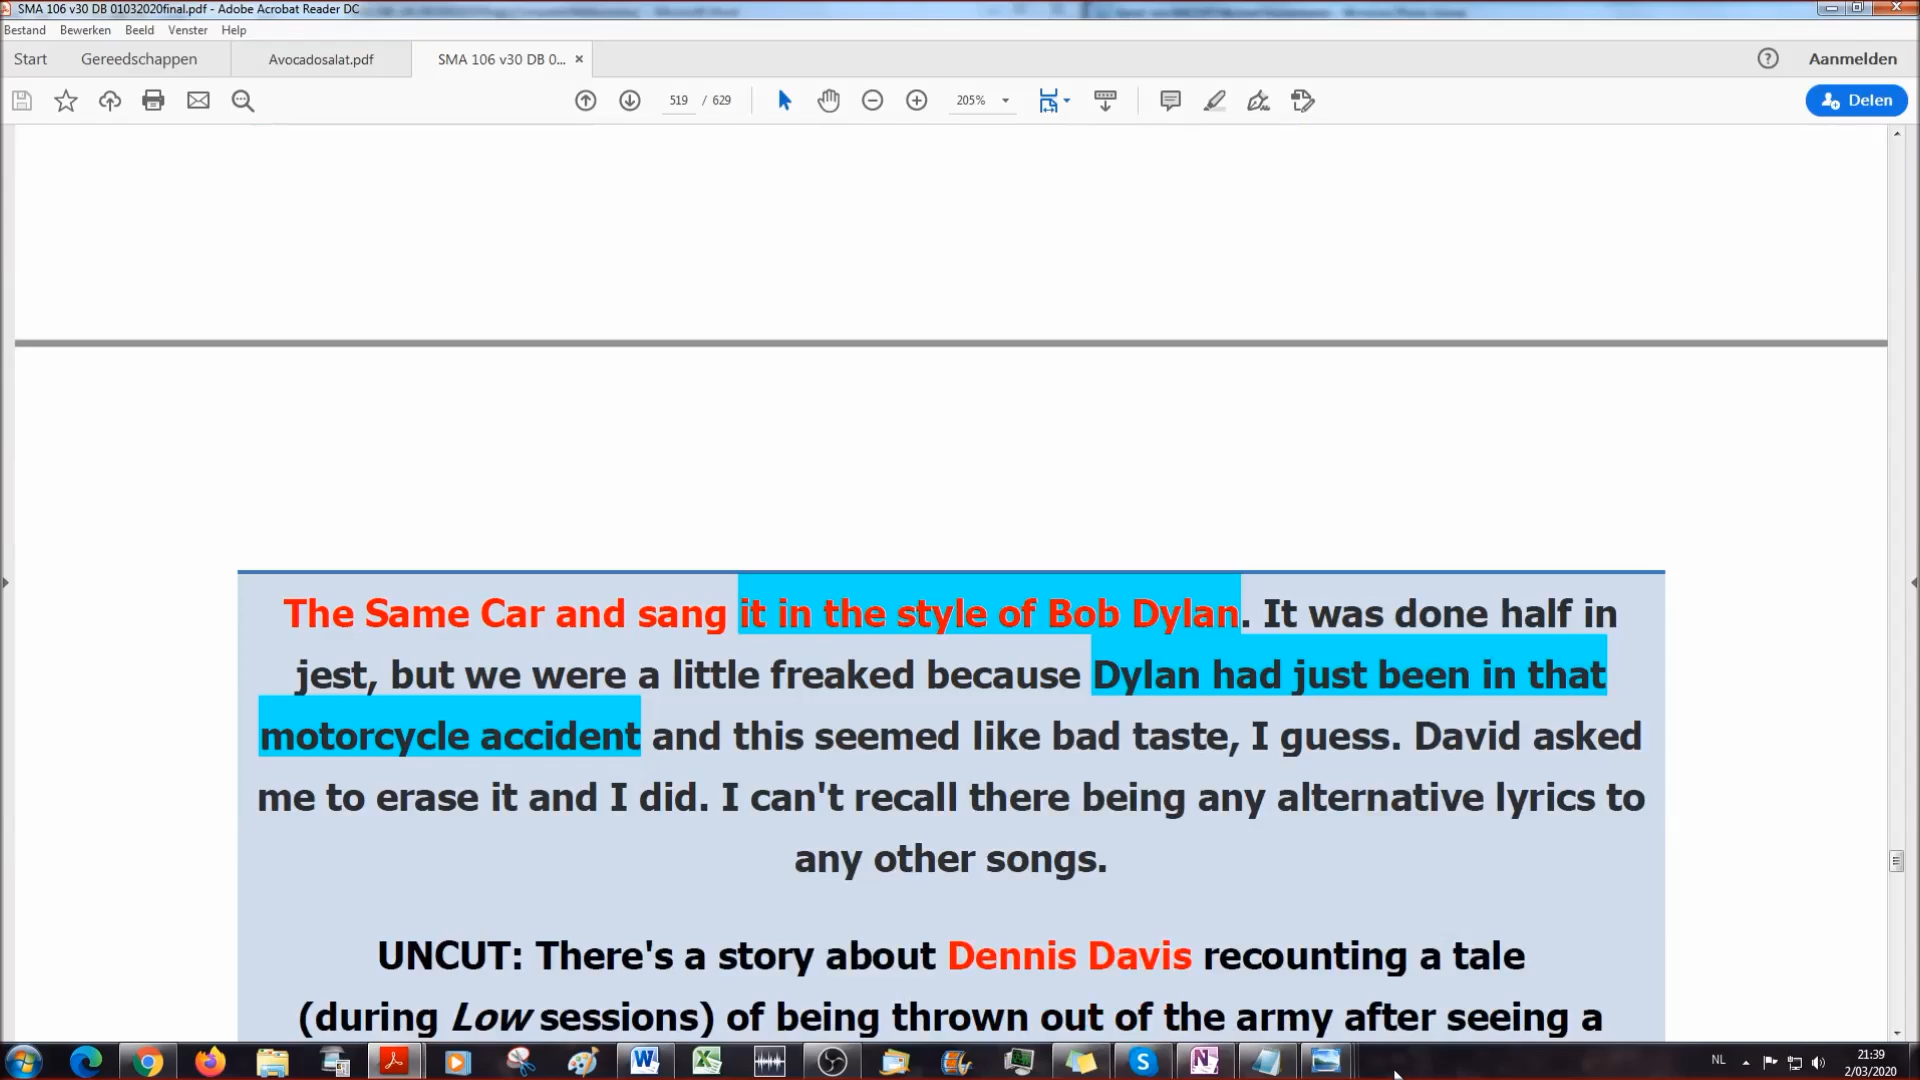 SMA 106 v30 DB 01032020final.pdf - Adobe Acrobat Reader DC
Bestand Bewerken Beeld Venster Help
Start Gereedschappen Avocadosalat.pdf SMA 106 v30 DB 0... × Aanmelden
519 / 629 205% Delen
The Same Car and sang it in the style of Bob Dylan. It was done half in
jest, but we were a little freaked because Dylan had just been in that
motorcycle accident and this seemed like bad taste, I guess. David asked
me to erase it and I did. I can't recall there being any alternative lyrics to
any other songs.
UNCUT: There's a story about Dennis Davis recounting a tale
(during Low sessions) of being thrown out of the army after seeing a
NL 21:39
2/03/2020